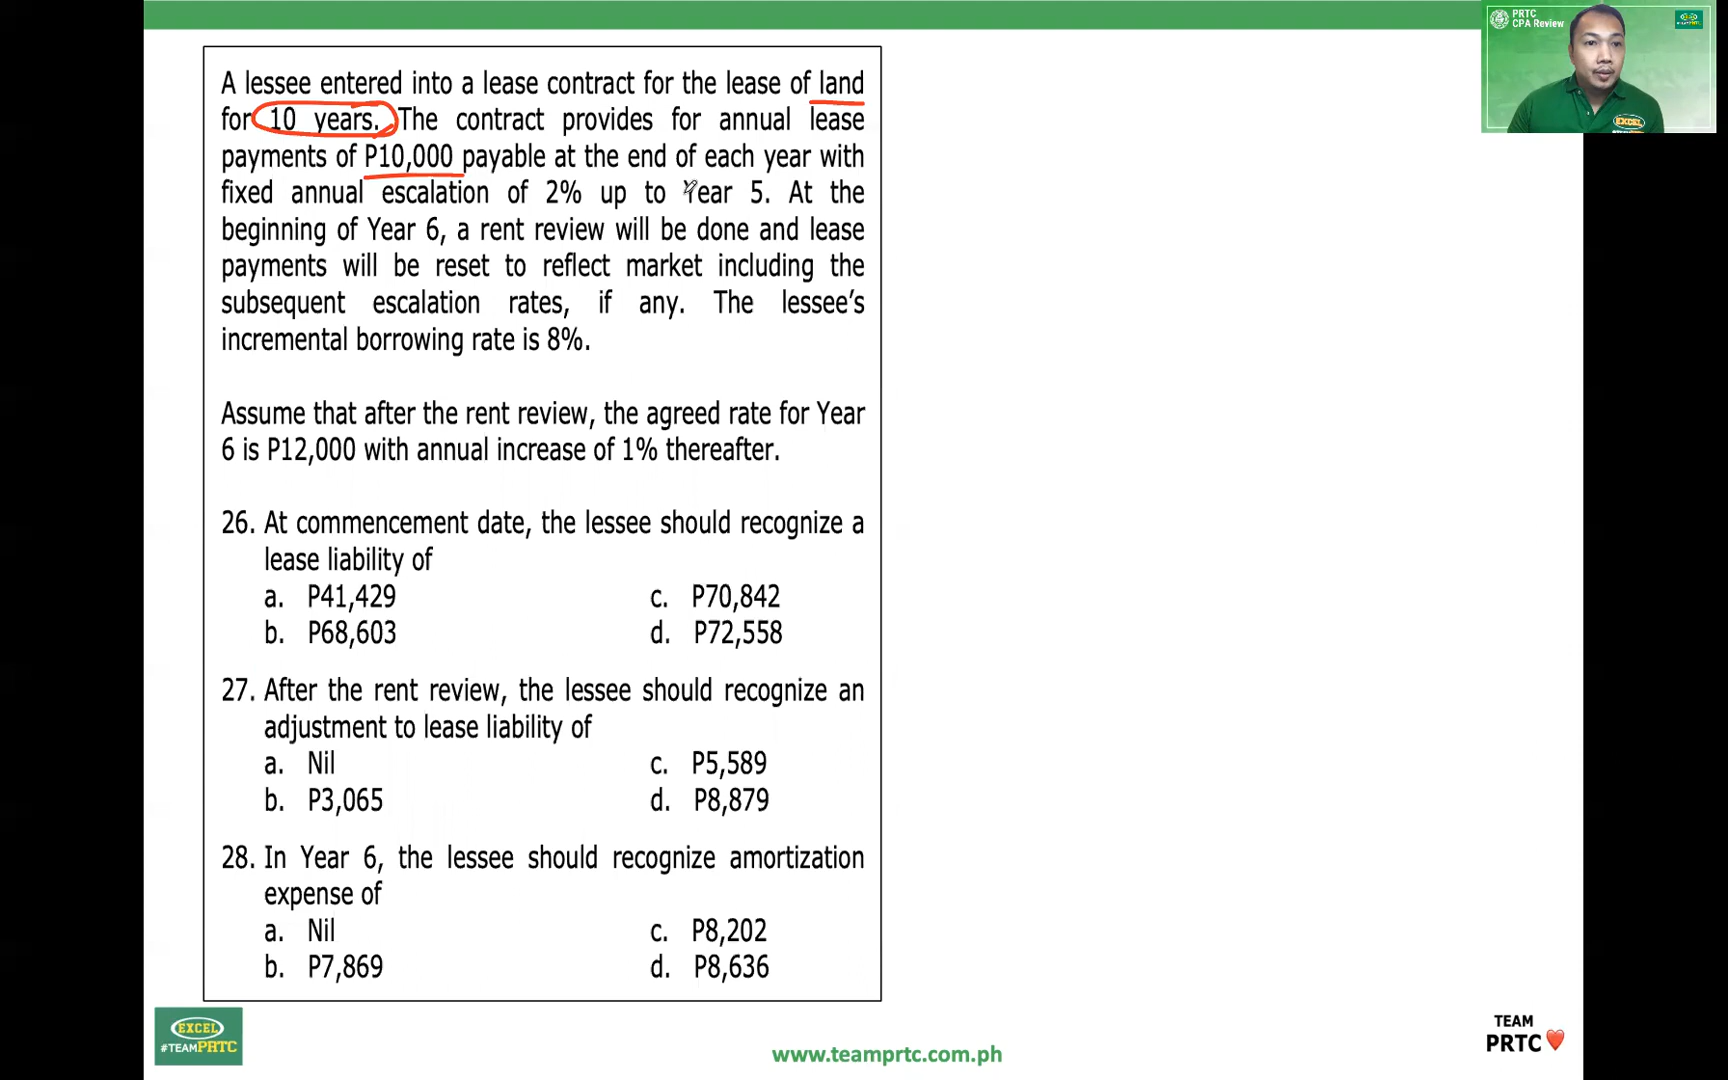 PRTC
CPA Review
A lessee entered into a lease contract for the lease of land
for 10 years. The contract provides for annual lease
payments of P10,000 payable at the end of each year with
fixed annual escalation of 2% up to Year 5. At the
beginning of Year 6, a rent review will be done and lease
payments will be reset to reflect market including the
subsequent escalation rates, if any. The lessee's
incremental borrowing rate is 8%.
Assume that after the rent review, the agreed rate for Year
6 is P12,000 with annual increase of 1% thereafter.
26. At commencement date, the lessee should recognize a
lease liability of
a. P41,429 c. P70,842
b. P68,603 d. P72,558
27. After the rent review, the lessee should recognize an
adjustment to lease liability of
a. Nil c. P5,589
b. P3,065 d. P8,879
28. In Year 6, the lessee should recognize amortization
expense of
a. Nil c. P8,202
b. P7,869 d. P8,636
EXCEL
EXCEL
#TEAMPRTC
www.teamprtc.com.ph
TEAM
PRTC